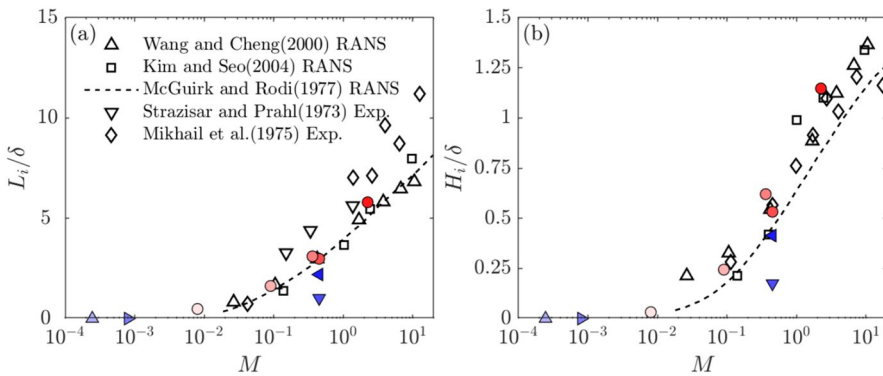 (a)
Wang and Cheng(2000) RANS
Kim and Seo(2004) RANS
McGuirk and Rodi(1977) RANS
Strazisar and Prahl(1973) Exp.
Mikhail et al.(1975) Exp.
15
10
5
0
L_i/δ
10^-4
10^-3
10^-2
10^-1
10^0
10^1
M
(b)
1.5
1.25
1
0.75
0.5
0.25
0
H_i/δ
10^-4
10^-3
10^-2
10^-1
10^0
10^1
M